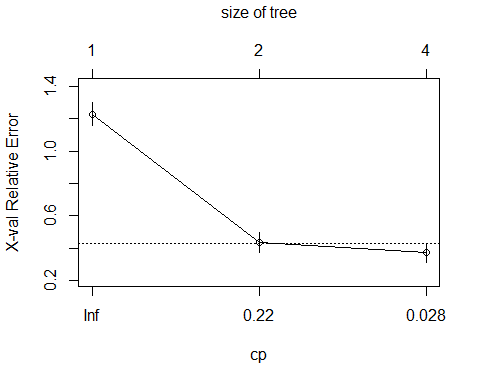 size of tree
1 2 4
X-val Relative Error
1.4
1.0
0.6
0.2
Inf 0.22 0.028
cp